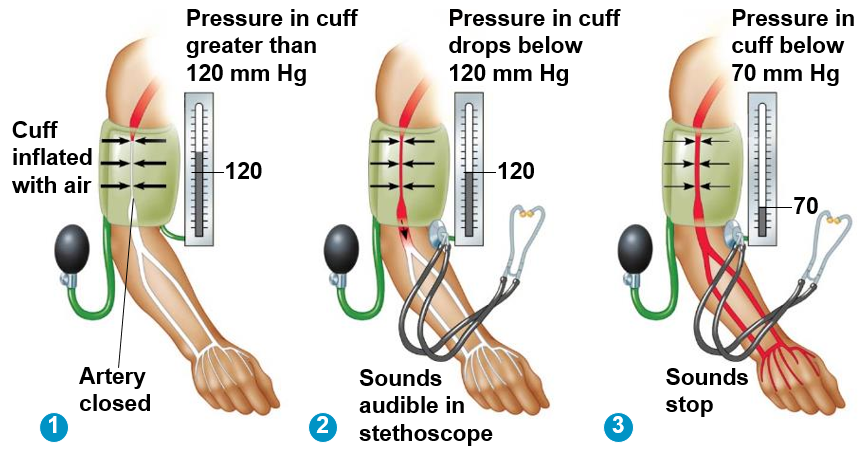 Pressure in cuff
greater than
120 mm Hg
Cuff
inflated
with air
120
Artery
closed
1
Pressure in cuff
drops below
120 mm Hg
120
Sounds
audible in
stethoscope
2
Pressure in
cuff below
70 mm Hg
70
Sounds
stop
3